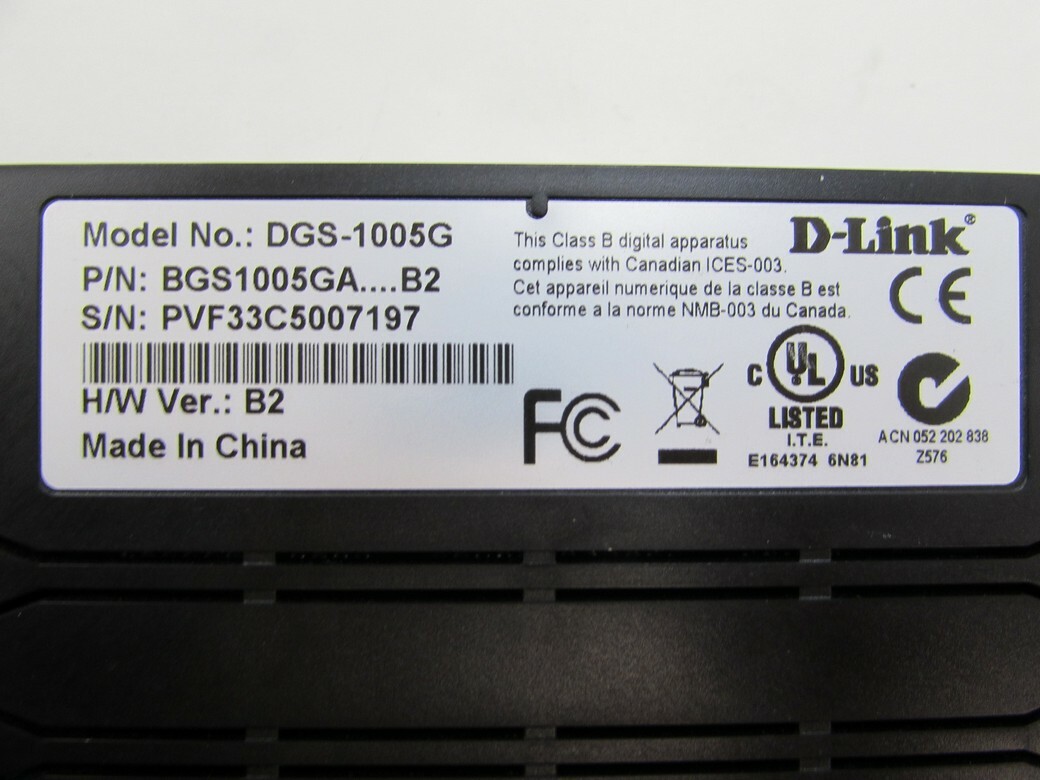 Model No.: DGS-1005G
P/N: BGS1005GA....B2
S/N: PVF33C5007197
H/W Ver.: B2
Made In China
This Class B digital apparatus
complies with Canadian ICES-003.
Cet appareil numerique de la classe B est
conforme a la norme NMB-003 du Canada.
D-Link®
CE
FC
C UL US
LISTED
I.T.E.
E164374 6N81
ACN 052 202 838
Z576